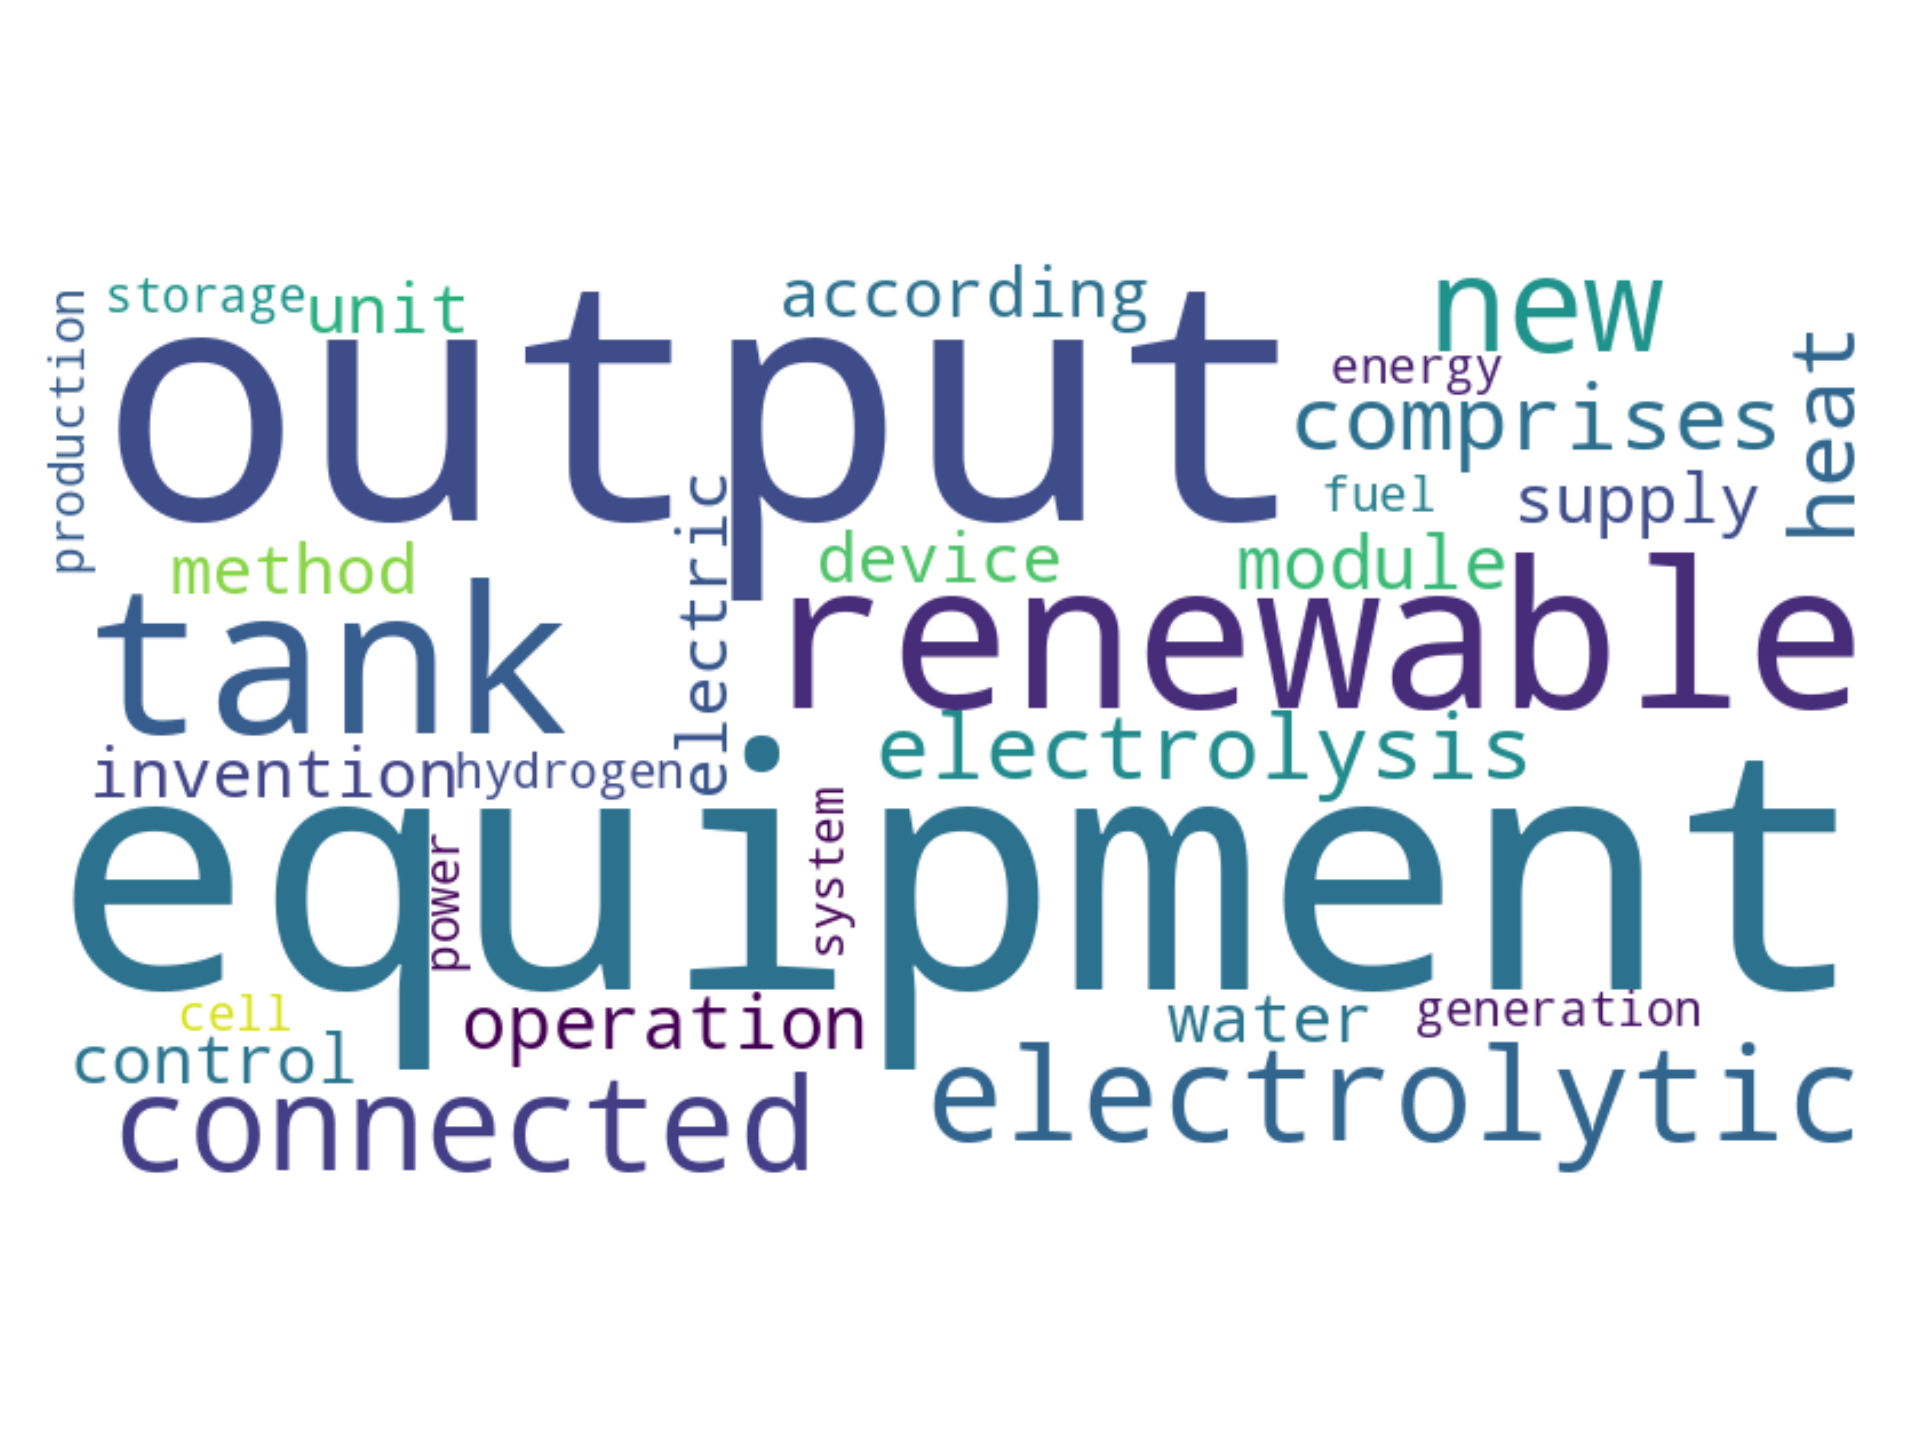 production
storage
unit
according
new
output
energy
heat
comprises
fuel
supply
electric
method
device
module
tank
renewable
invention
hydrogen
electrolysis
equipment
power
system
cell
operation
water
generation
control
connected
electrolytic